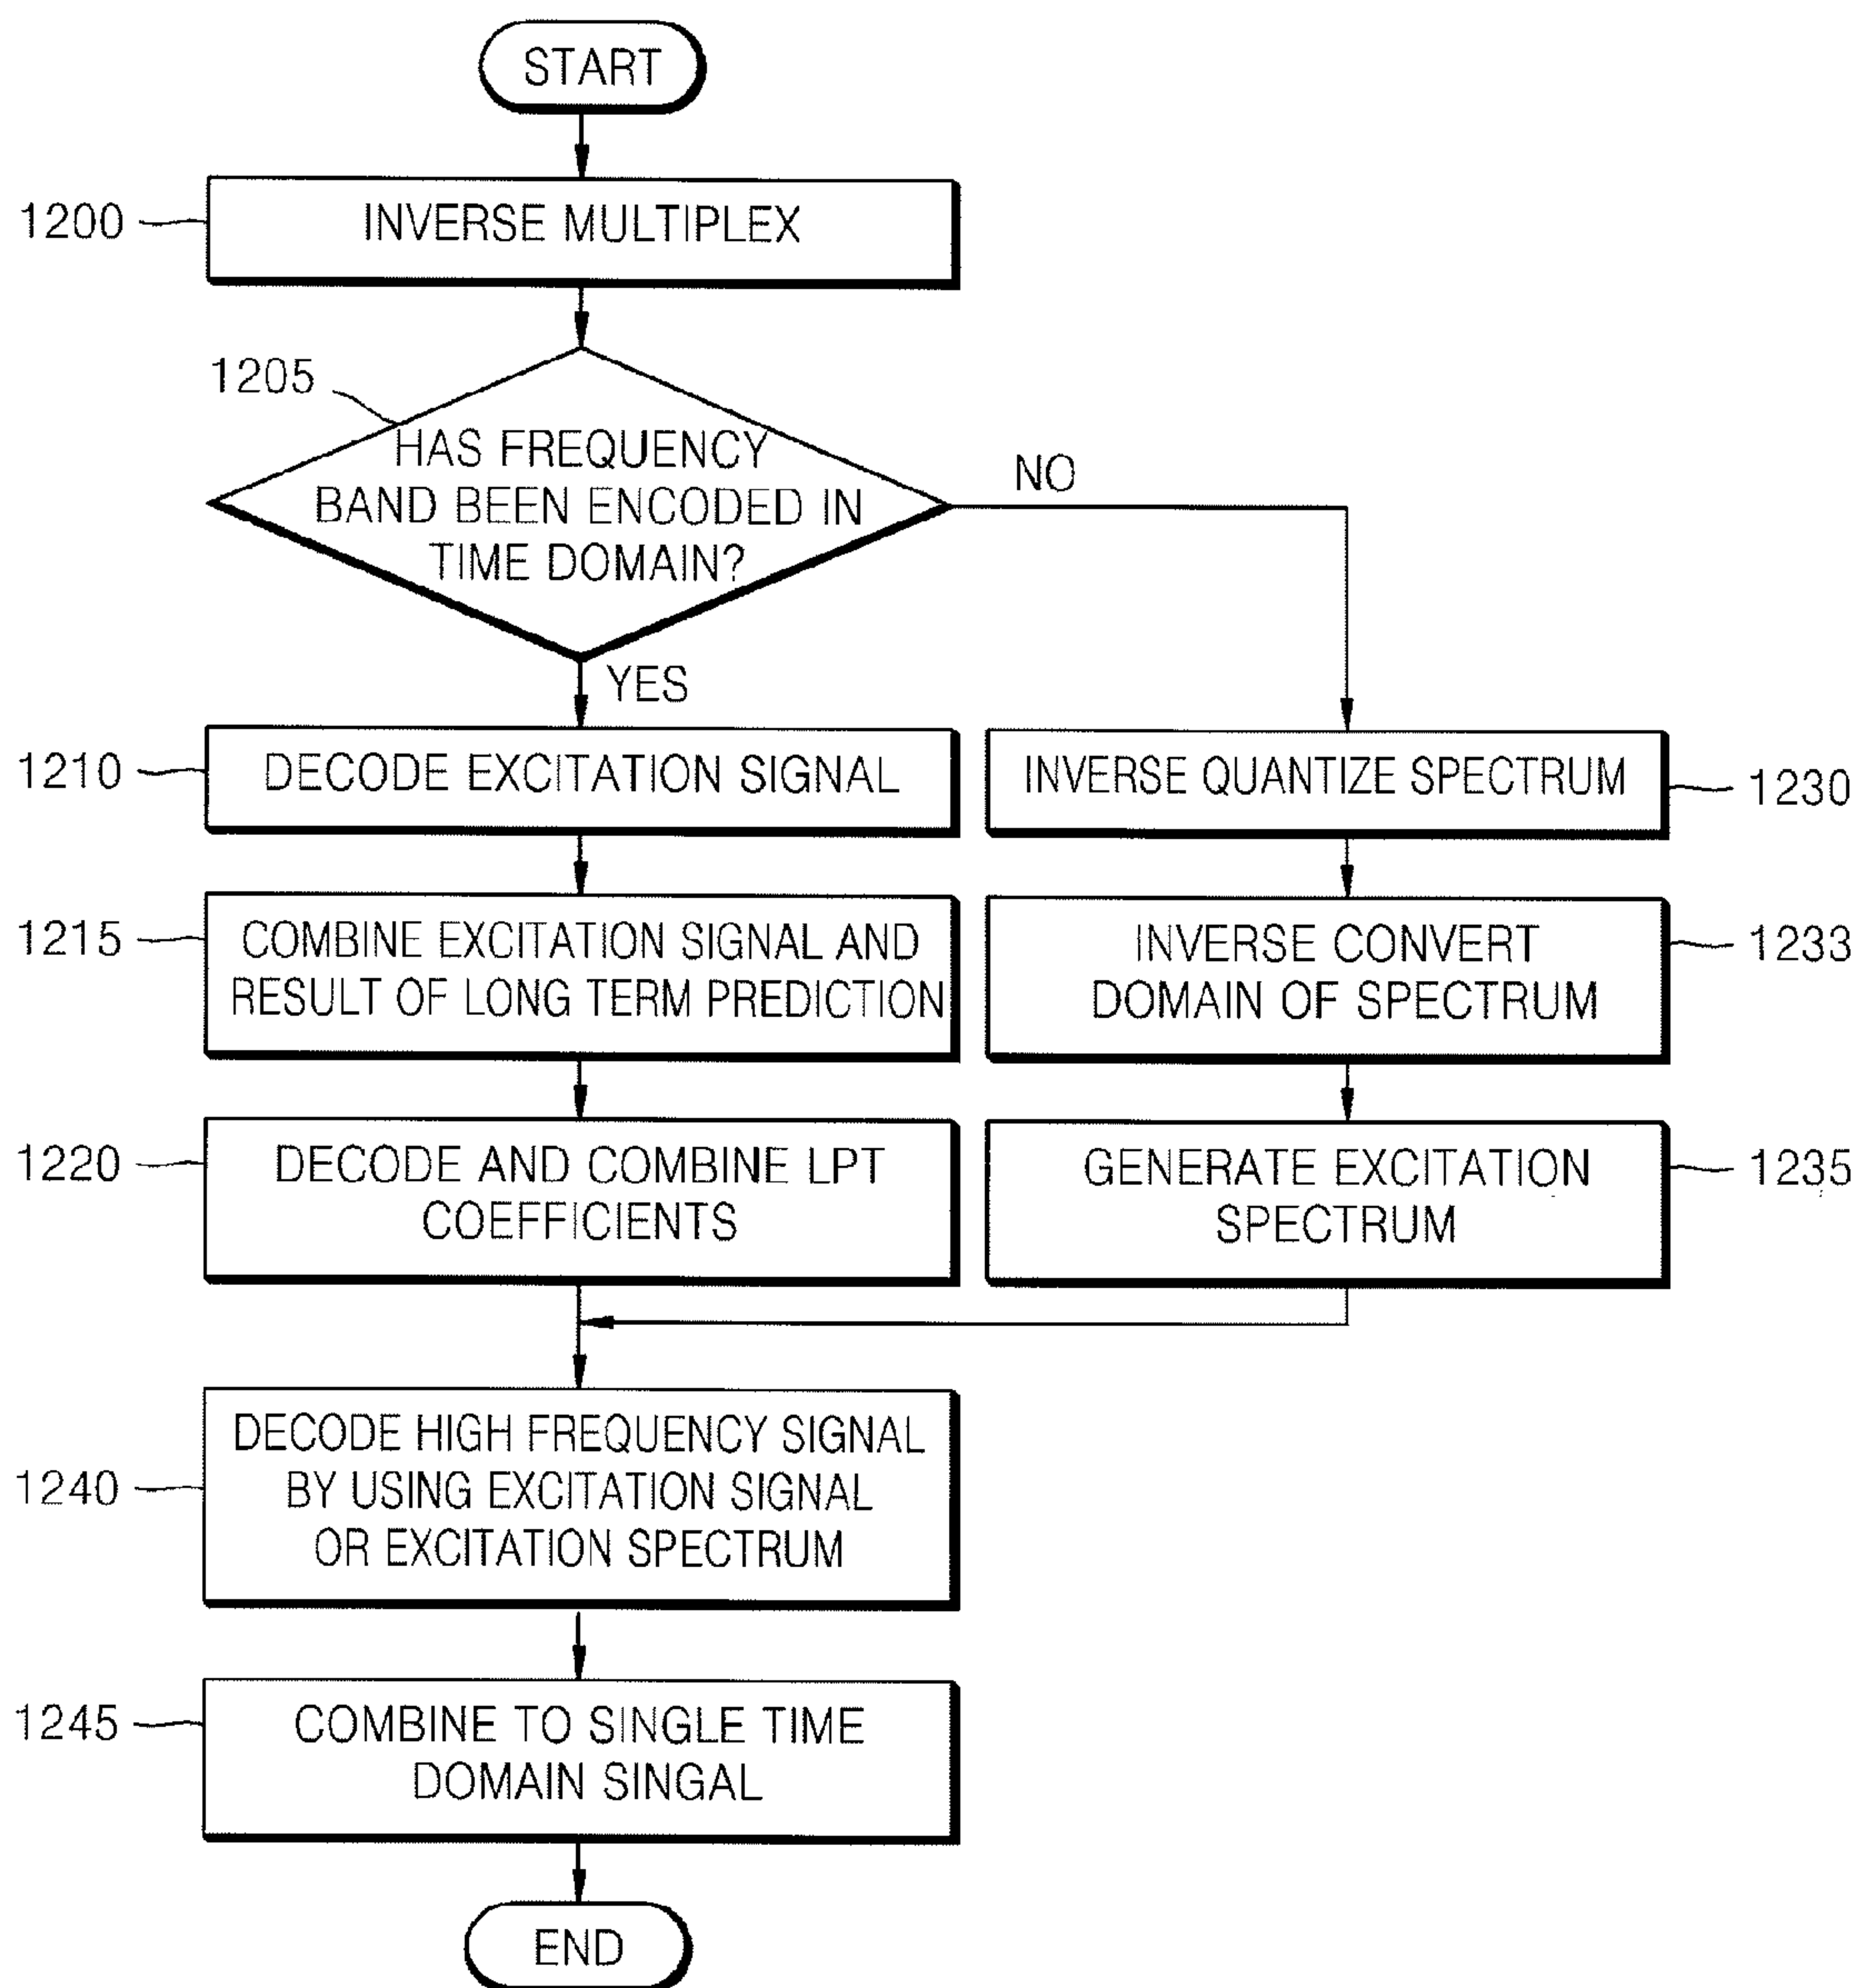 START
1200
INVERSE MULTIPLEX
1205
HAS FREQUENCY
BAND BEEN ENCODED IN
TIME DOMAIN?
NO
YES
1210
DECODE EXCITATION SIGNAL
INVERSE QUANTIZE SPECTRUM
1230
1215
COMBINE EXCITATION SIGNAL AND
RESULT OF LONG TERM PREDICTION
INVERSE CONVERT
DOMAIN OF SPECTRUM
1233
1220
DECODE AND COMBINE LPT
COEFFICIENTS
GENERATE EXCITATION
SPECTRUM
1235
1240
DECODE HIGH FREQUENCY SIGNAL
BY USING EXCITATION SIGNAL
OR EXCITATION SPECTRUM
1245
COMBINE TO SINGLE TIME
DOMAIN SINGAL
END